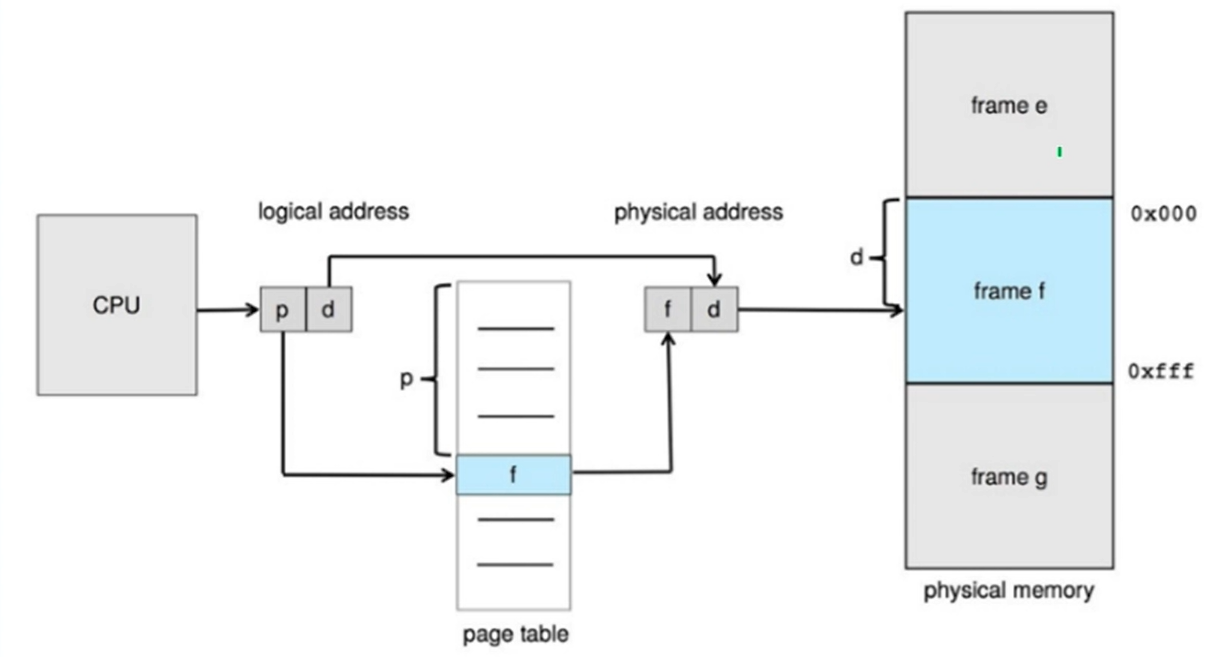 frame e
logical address
physical address
0x000
CPU
p d
f d
d
frame f
p
0xfff
f
frame g
physical memory
page table